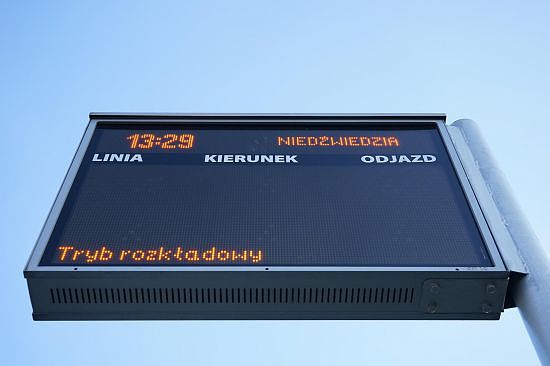 13:29 NIEDŹWIEDZIA
LINIA KIERUNEK ODJAZD
Tryb rozkładowy